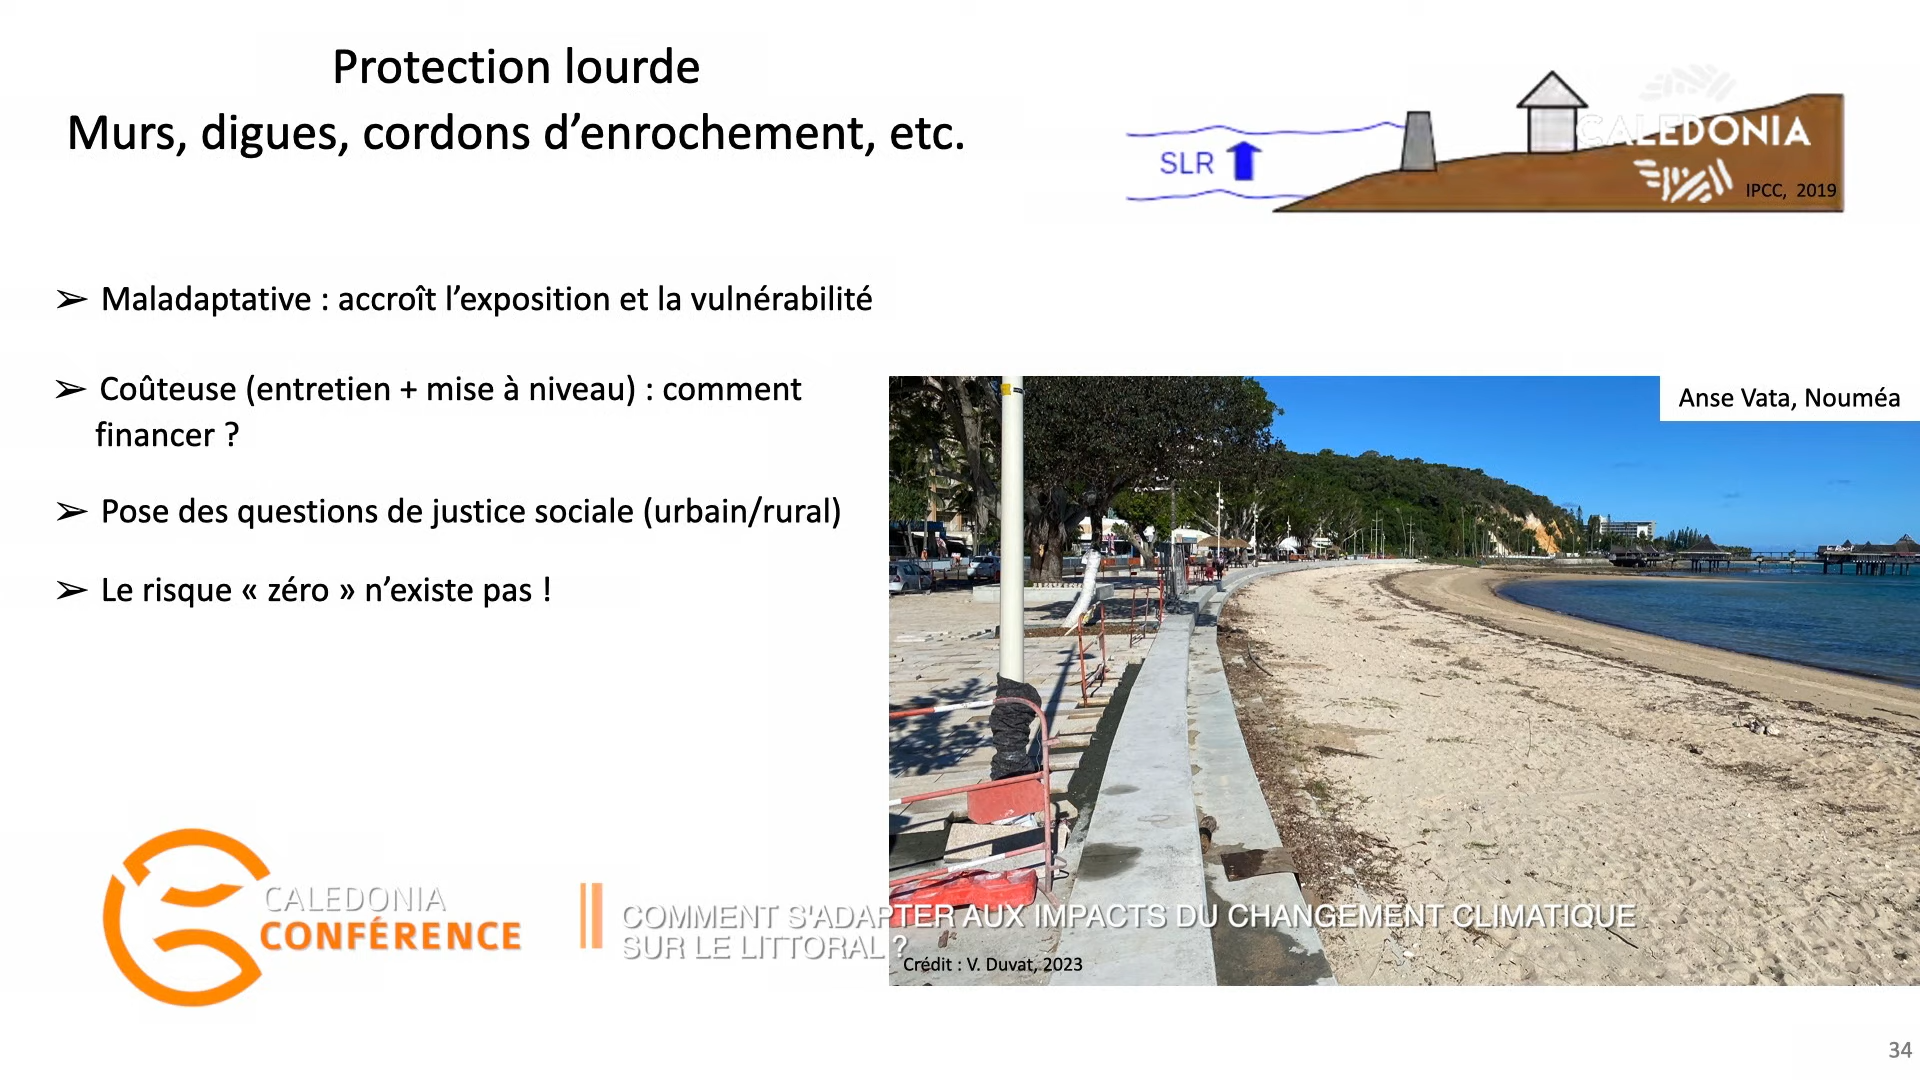 Protection lourde
Murs, digues, cordons d’enrochement, etc.
SLR
CALEDONIA
IPCC, 2019
➢ Maladaptative : accroît l’exposition et la vulnérabilité
➢ Coûteuse (entretien + mise à niveau) : comment
financer ?
➢ Pose des questions de justice sociale (urbain/rural)
➢ Le risque « zéro » n’existe pas !
Anse Vata, Nouméa
CALEDONIA
CONFÉRENCE
COMMENT S'ADAPTER AUX IMPACTS DU CHANGEMENT CLIMATIQUE
SUR LE LITTORAL ?
Crédit : V. Duvat, 2023
34